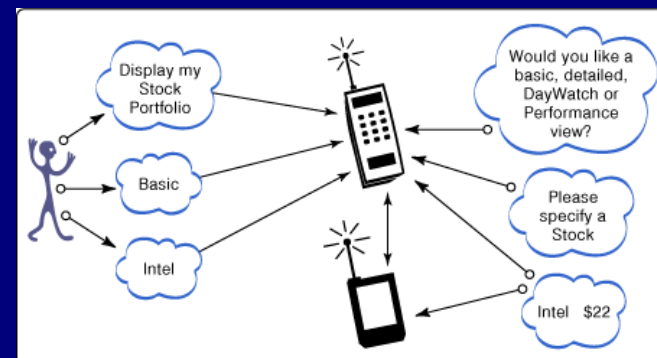 Display my
Stock
Portfolio
Basic
Intel
Would you like a
basic, detailed,
DayWatch or
Performance
view?
Please
specify a
Stock
Intel $22